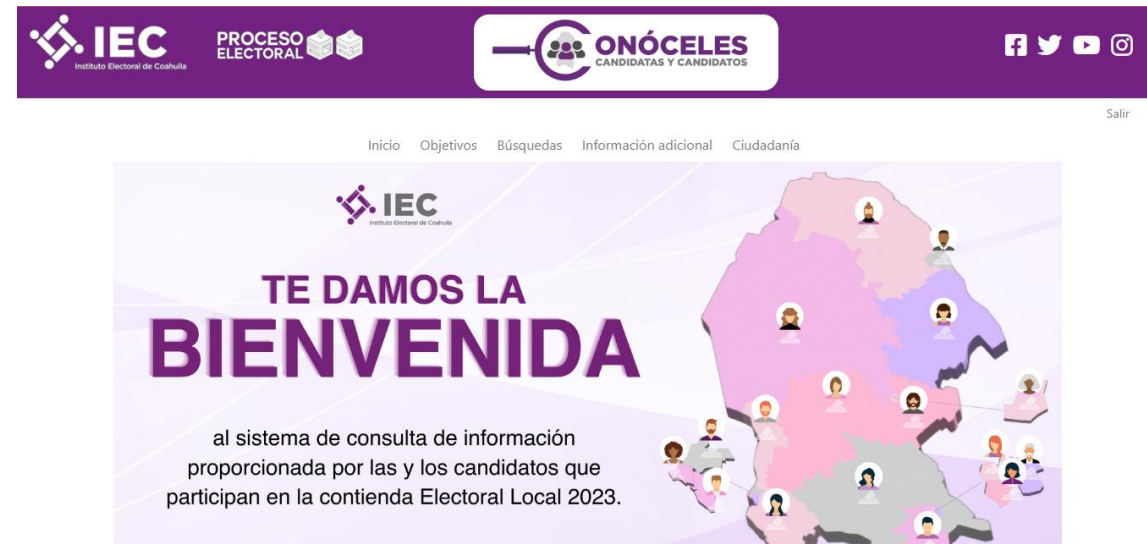 IEC
Instituto Electoral de Coahuila
PROCESO
ELECTORAL
CONÓCELES
CANDIDATAS Y CANDIDATOS
Salir
Inicio Objetivos Búsquedas Información adicional Ciudadanía
IEC
Instituto Electoral de Coahuila
TE DAMOS LA
BIENVENIDA
al sistema de consulta de información
proporcionada por las y los candidatos que
participan en la contienda Electoral Local 2023.